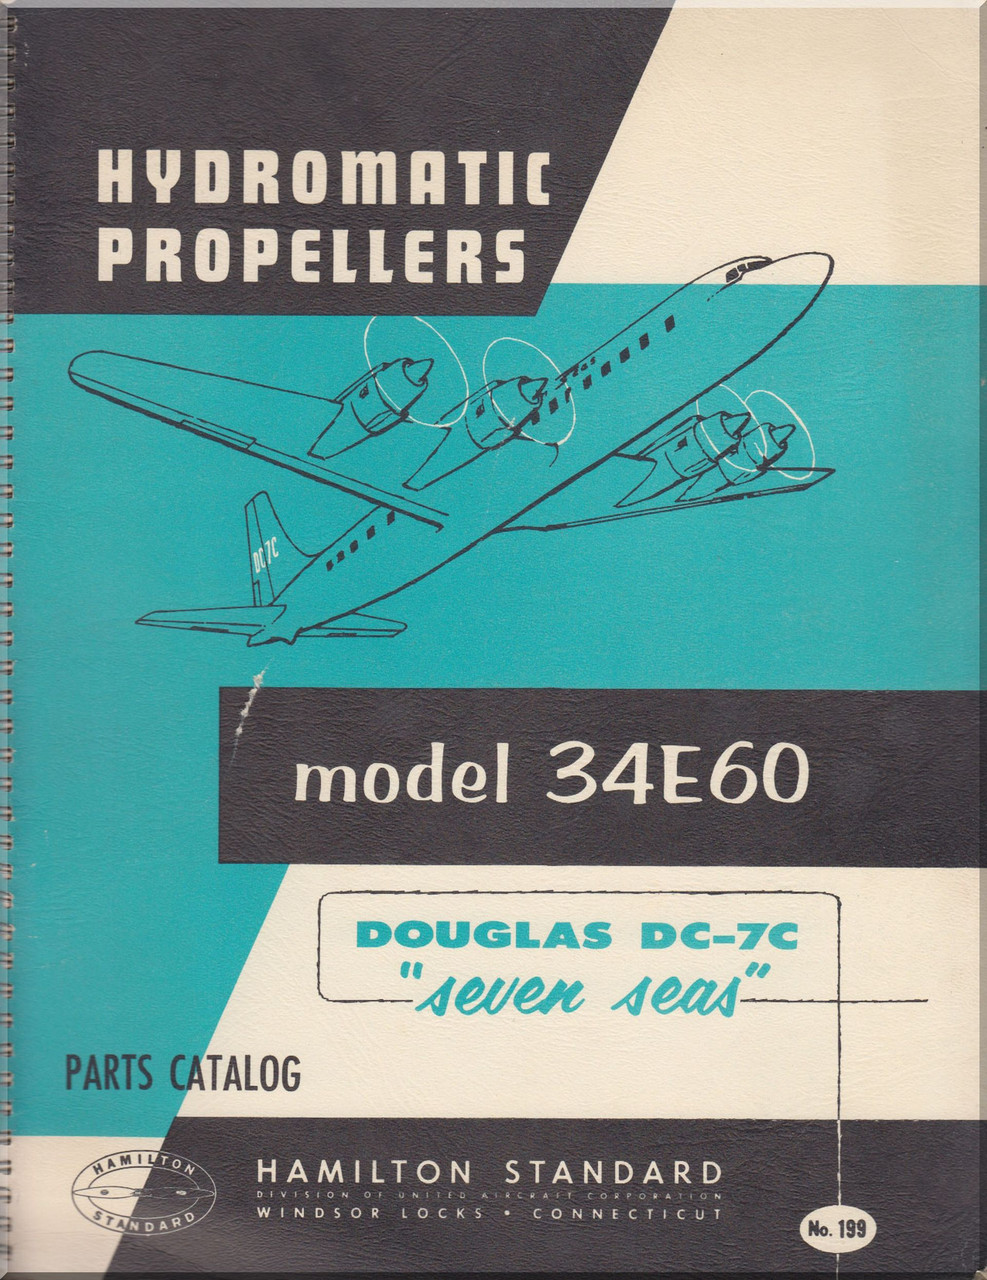 HYDROMATIC
PROPELLERS
DC-7C
model 34E60
DOUGLAS DC-7C
"seven seas"
PARTS CATALOG
HAMILTON
STANDARD
HAMILTON STANDARD
DIVISION OF UNITED AIRCRAFT CORPORATION
WINDSOR LOCKS • CONNECTICUT
No. 199